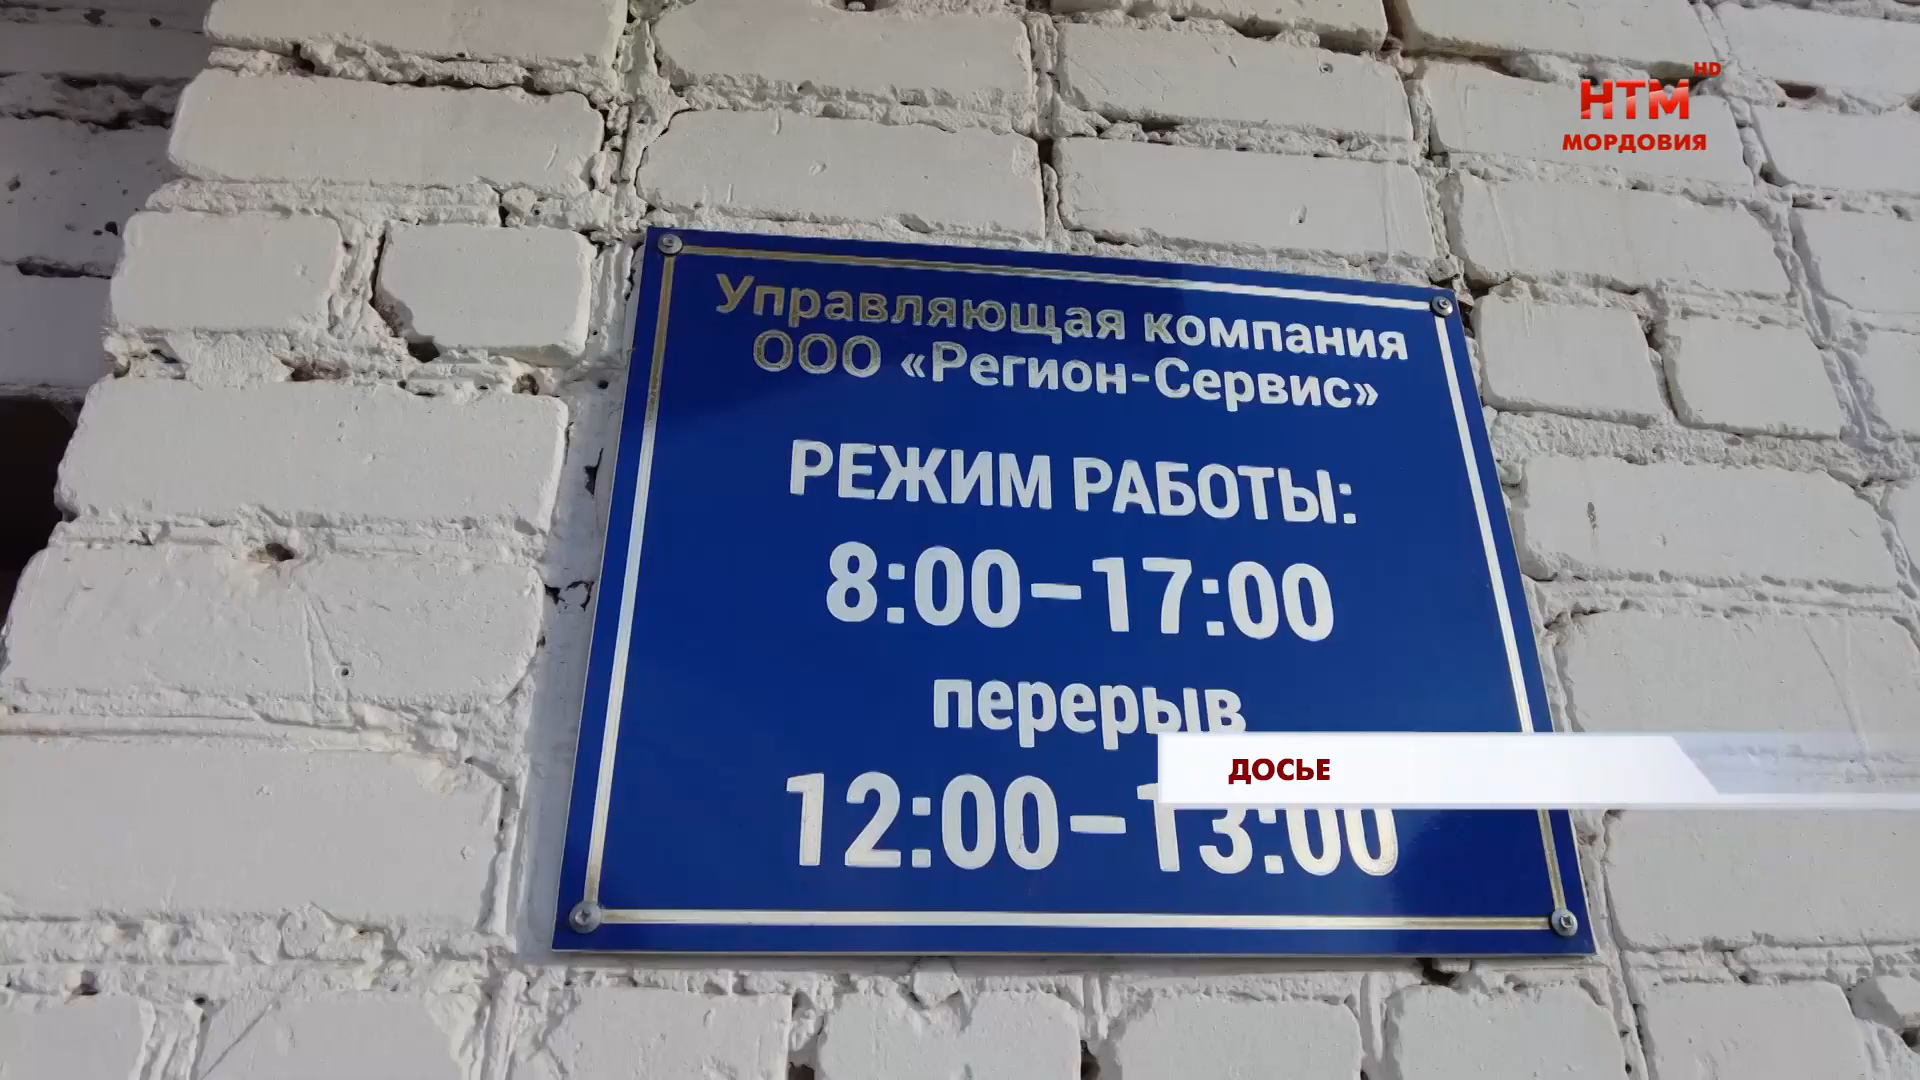 HD
НТМ
МОРДОВИЯ
Управляющая компания
ООО «Регион-Сервис»
РЕЖИМ РАБОТЫ:
8:00–17:00
перерыв
12:00–13:00
ДОСЬЕ